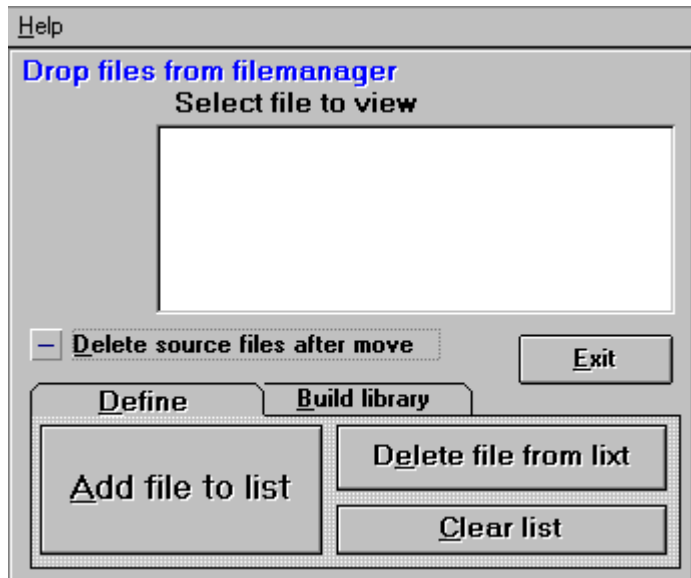 Help
Drop files from filemanager
Select file to view
Delete source files after move
Exit
Define
Build library
Add file to list
Delete file from lixt
Clear list